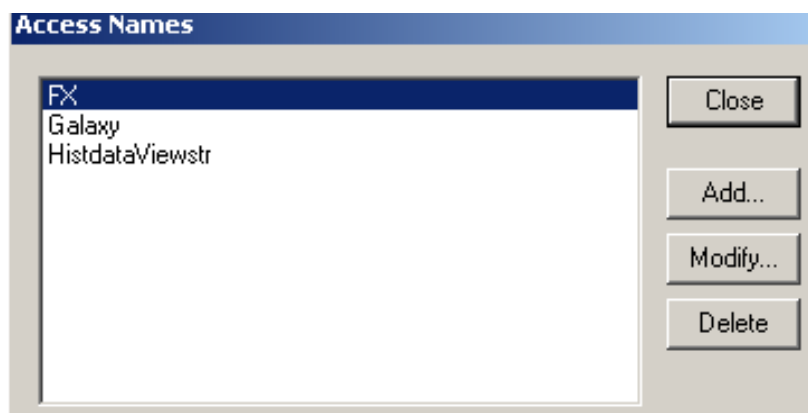 Access Names
FX
Galaxy
HistdataViewstr
Close
Add...
Modify...
Delete